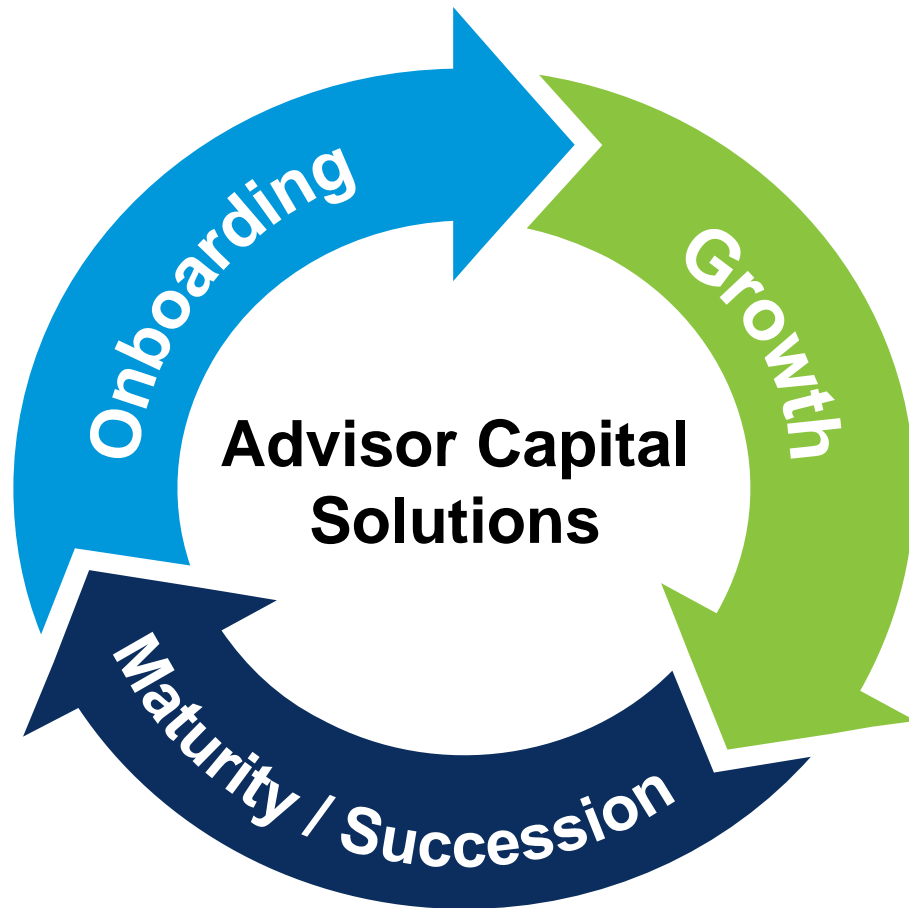 Onboarding
Growth
Advisor Capital
Solutions
Maturity / Succession